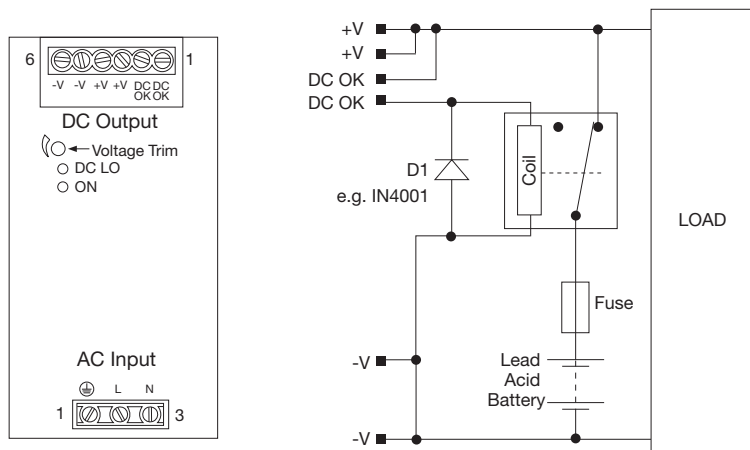 6 1
-V -V +V +V DC OK DC OK
DC Output
Voltage Trim
DC LO
ON
AC Input
L N
1 3
+V
+V
DC OK
DC OK
D1
e.g. IN4001
Coil
LOAD
Fuse
-V
Lead
Acid
Battery
-V